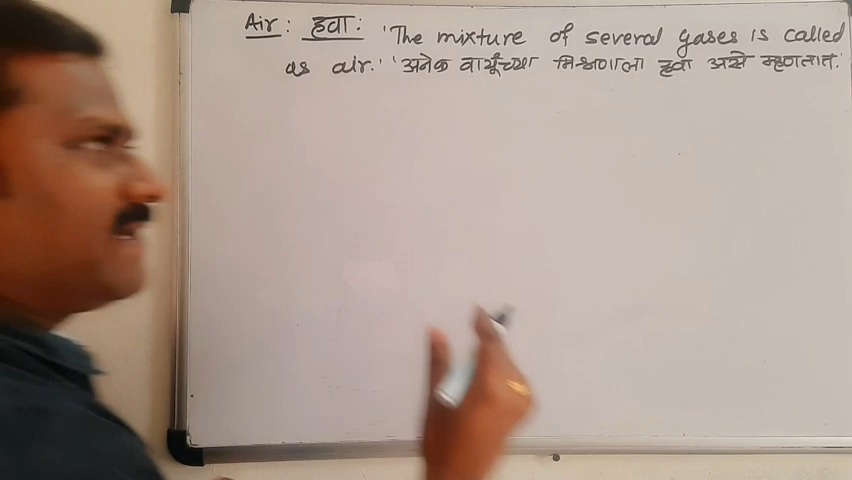 Air: हवा: 'The mixture of several gases is called
as air.' 'अनेक वायूंच्या मिश्रणाला हवा असे म्हणतात.'